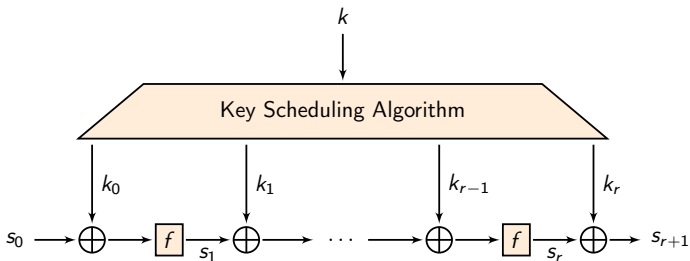 k
Key Scheduling Algorithm
k₀ k₁ kᵣ₋₁ kᵣ
s₀ f s₁ ··· f sᵣ sᵣ₊₁